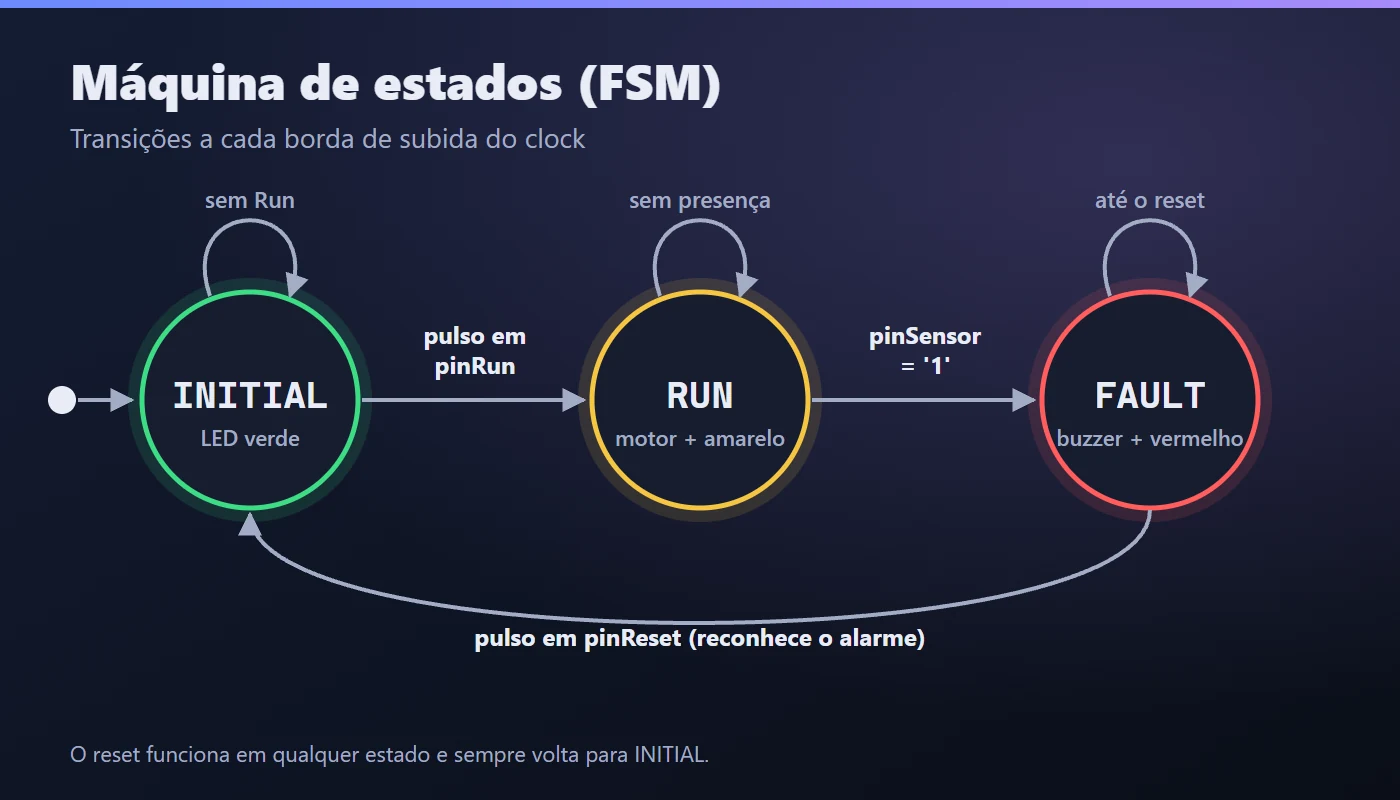 Máquina de estados (FSM)
Transições a cada borda de subida do clock
sem Run
sem presença
até o reset
pulso em
pinRun
pinSensor
= '1'
INITIAL
LED verde
RUN
motor + amarelo
FAULT
buzzer + vermelho
pulso em pinReset (reconhece o alarme)
O reset funciona em qualquer estado e sempre volta para INITIAL.